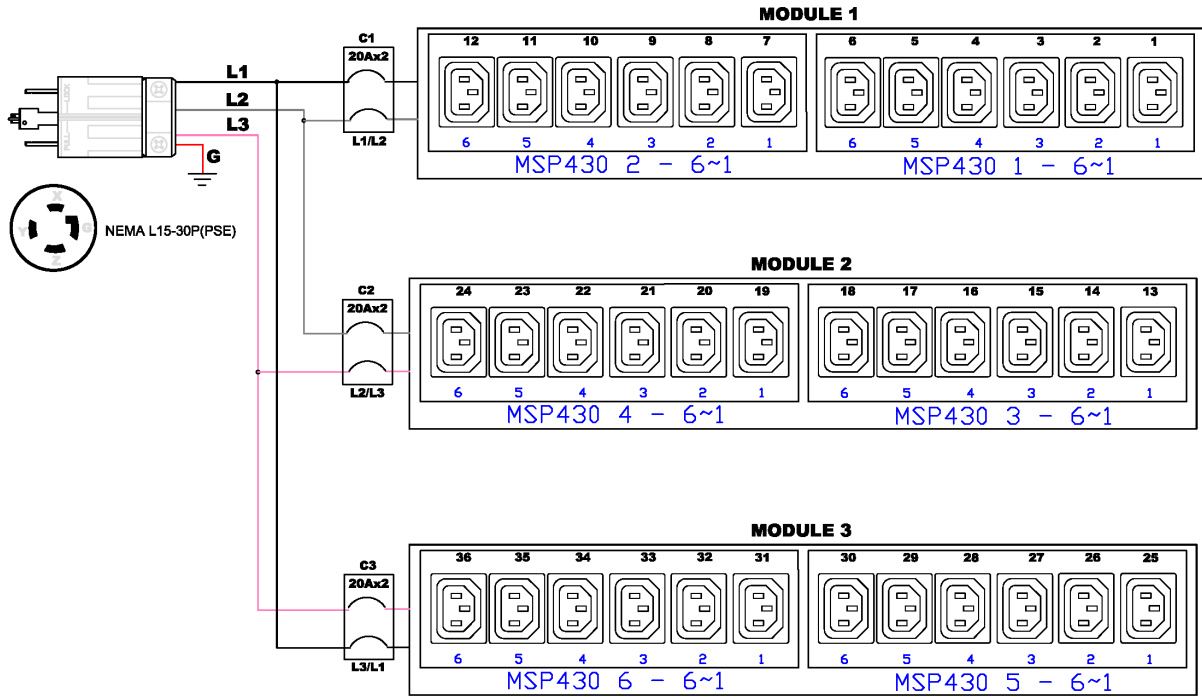 MODULE 1
C1
20Ax2
L1/L2
12 11 10 9 8 7 6 5 4 3 2 1
6 5 4 3 2 1 6 5 4 3 2 1
MSP430 2 - 6~1 MSP430 1 - 6~1
L1
L2
L3
G
LOCK
PULL
X
Y
G
Z
NEMA L15-30P(PSE)
MODULE 2
C2
20Ax2
L2/L3
24 23 22 21 20 19 18 17 16 15 14 13
6 5 4 3 2 1 6 5 4 3 2 1
MSP430 4 - 6~1 MSP430 3 - 6~1
MODULE 3
C3
20Ax2
L3/L1
36 35 34 33 32 31 30 29 28 27 26 25
6 5 4 3 2 1 6 5 4 3 2 1
MSP430 6 - 6~1 MSP430 5 - 6~1